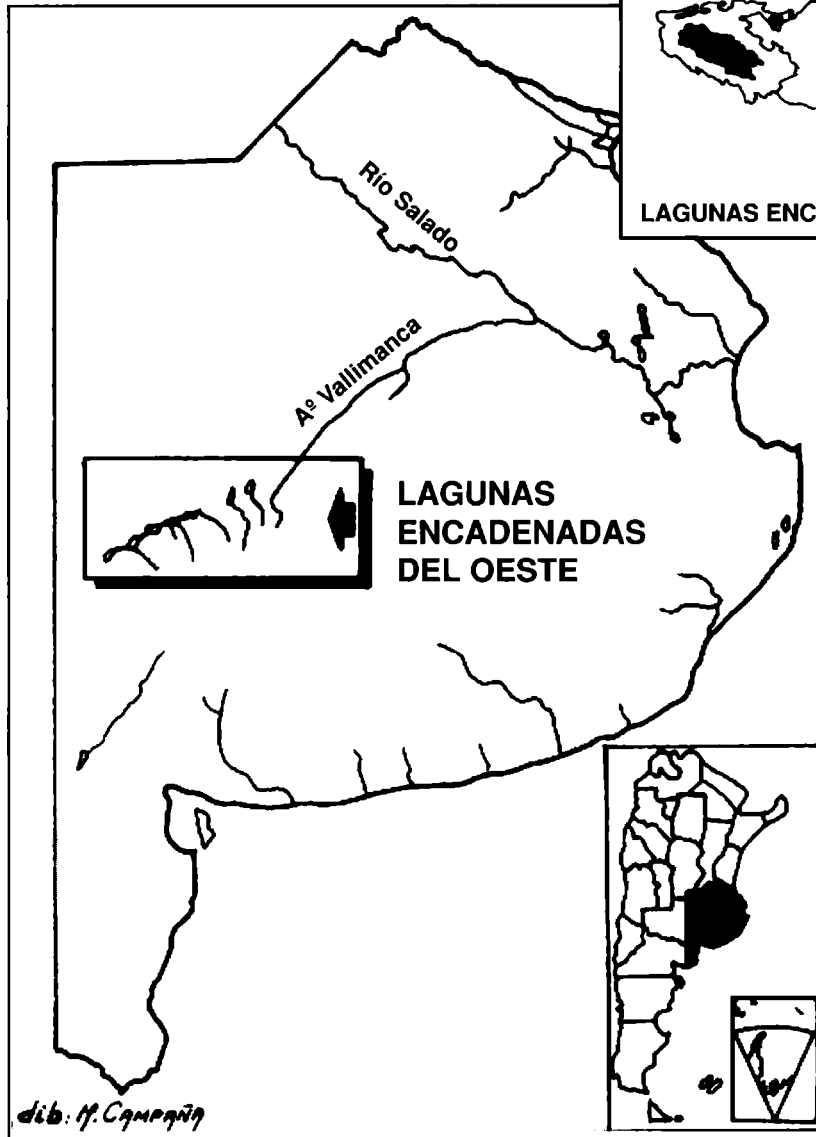 LAGUNAS ENC
Río Salado
Aº Vallimanca
LAGUNAS
ENCADENADAS
DEL OESTE
dib: M. CAMPAÑA